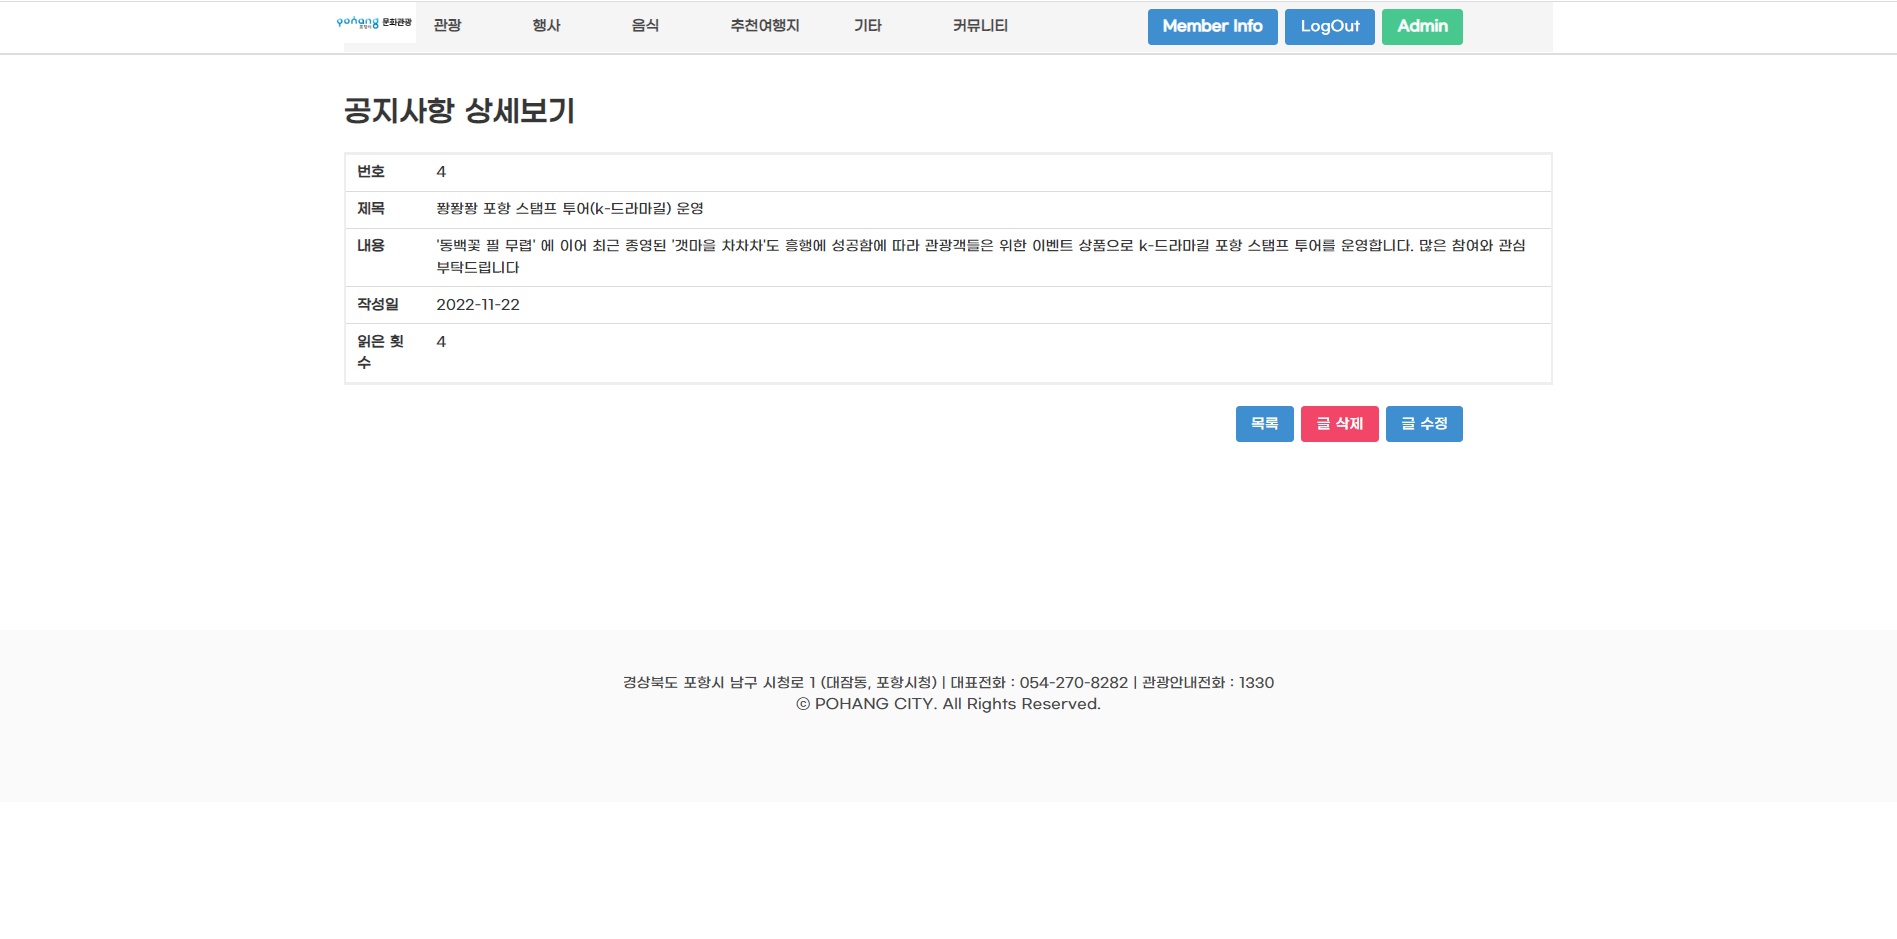 pohang 문화관광 관광 행사 음식 추천여행지 기타 커뮤니티 Member Info LogOut Admin
공지사항 상세보기
번호 4
제목 퐝퐝퐝 포항 스탬프 투어(k-드라마길) 운영
내용 '동백꽃 필 무렵' 에 이어 최근 종영된 '갯마을 차차차'도 흥행에 성공함에 따라 관광객들은 위한 이벤트 상품으로 k-드라마길 포항 스탬프 투어를 운영합니다. 많은 참여와 관심
부탁드립니다
작성일 2022-11-22
읽은 횟 4
수
목록 글 삭제 글 수정
경상북도 포항시 남구 시청로 1 (대잠동, 포항시청) | 대표전화 : 054-270-8282 | 관광안내전화 : 1330
ⓒ POHANG CITY. All Rights Reserved.